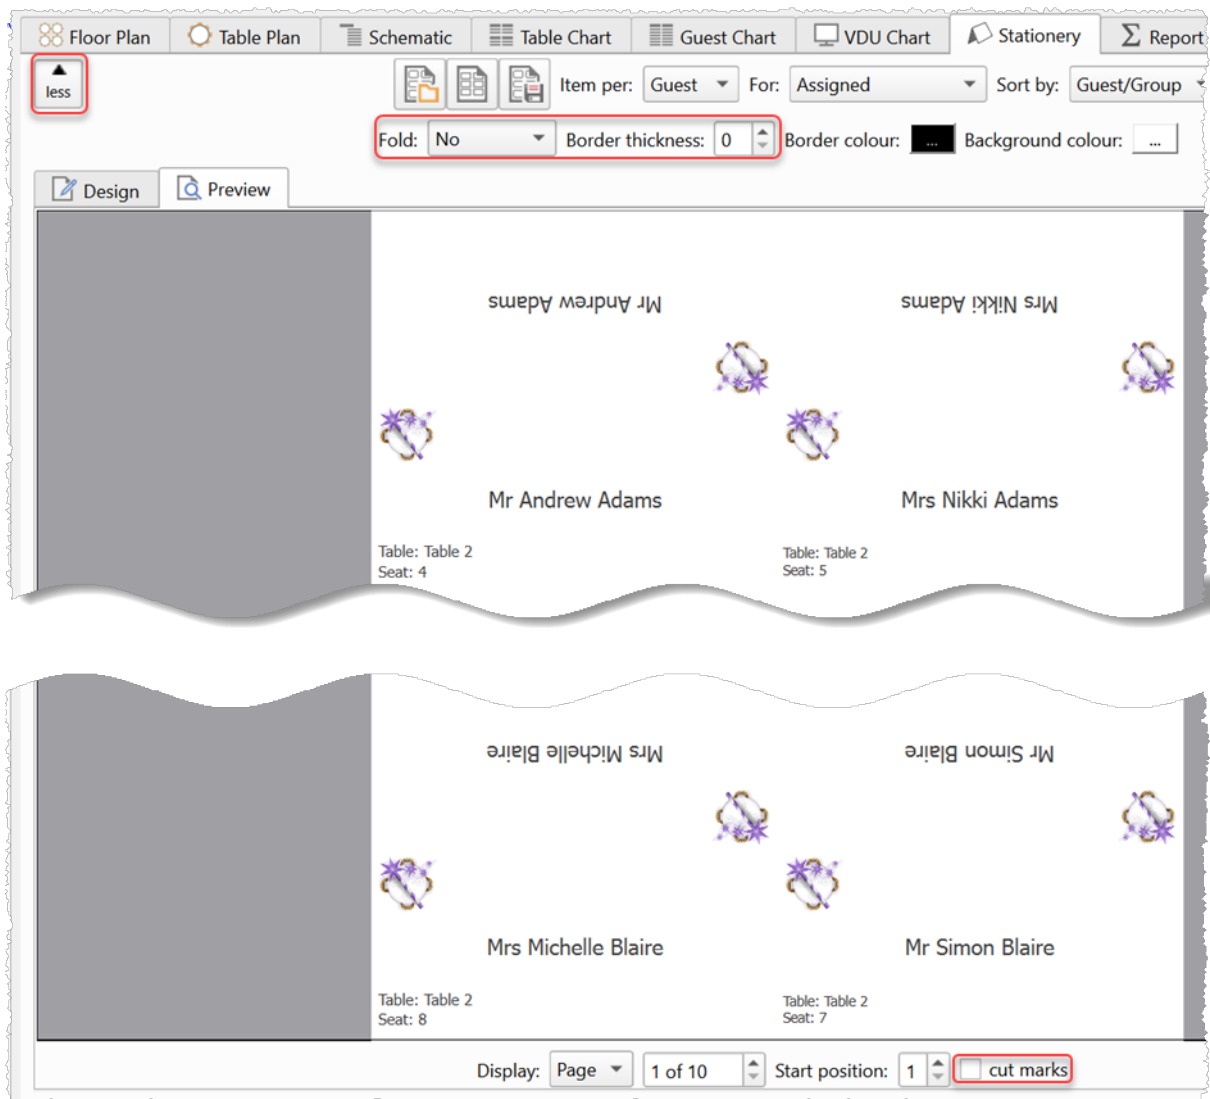 Floor Plan Table Plan Schematic Table Chart Guest Chart VDU Chart Stationery Report
less Item per: Guest For: Assigned Sort by: Guest/Group
Fold: No Border thickness: 0 Border colour: ... Background colour: ...
Design Preview
Mr Andrew Adams Mrs Nikki Adams
Mr Andrew Adams Mrs Nikki Adams
Table: Table 2 Table: Table 2
Seat: 4 Seat: 5
Mrs Michelle Blaire Mr Simon Blaire
Mrs Michelle Blaire Mr Simon Blaire
Table: Table 2 Table: Table 2
Seat: 8 Seat: 7
Display: Page 1 of 10 Start position: 1 cut marks